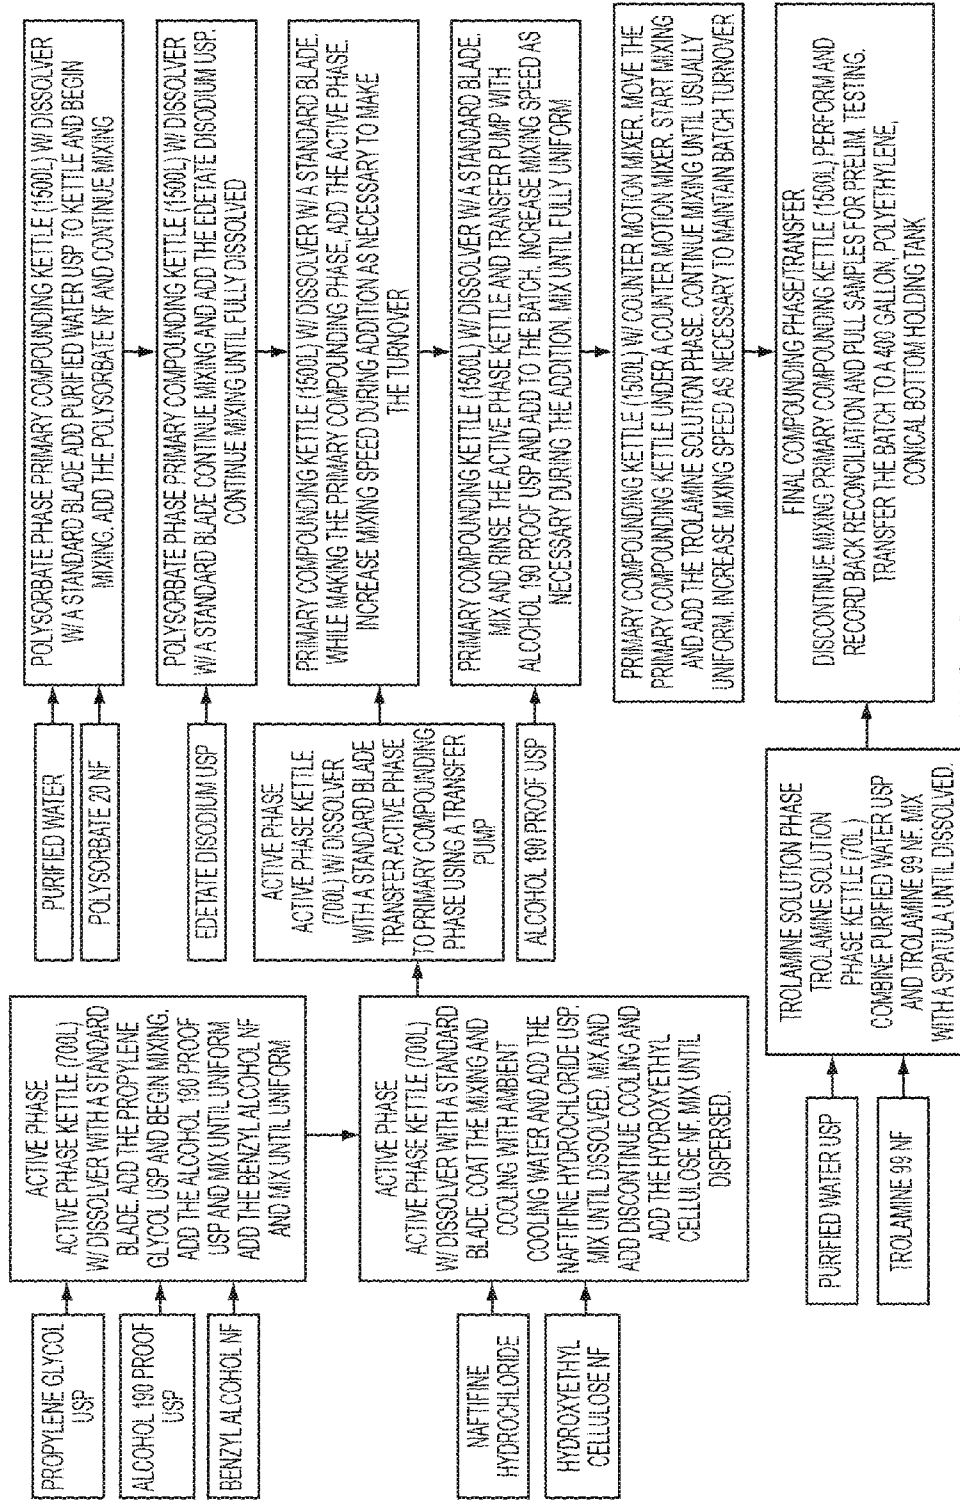 PROPYLENE GLYCOL
USP
ALCOHOL 190 PROOF
USP
BENZYL ALCOHOL NF
ACTIVE PHASE
ACTIVE PHASE KETTLE (700L)
W/ DISSOLVER WITH A STANDARD
BLADE. ADD THE PROPYLENE
GLYCOL USP AND BEGIN MIXING.
ADD THE ALCOHOL 190 PROOF
USP AND MIX UNTIL UNIFORM
ADD THE BENZYL ALCOHOL NF
AND MIX UNTIL UNIFORM
NAFTIFINE
HYDROCHLORIDE
HYDROXYETHYL
CELLULOSE NF
ACTIVE PHASE
ACTIVE PHASE KETTLE (700L)
W/ DISSOLVER WITH A STANDARD
BLADE. COAT THE MIXING AND
COOLING WITH AMBIENT
COOLING WATER AND ADD THE
NAFTIFINE HYDROCHLORIDE USP.
MIX UNTIL DISSOLVED. MIX AND
ADD DISCONTINUE COOLING AND
ADD THE HYDROXYETHYL
CELLULOSE NF. MIX UNTIL
DISPERSED.
PURIFIED WATER
POLYSORBATE 20 NF
EDETATE DISODIUM USP
ACTIVE PHASE
ACTIVE PHASE KETTLE.
(700L) W/ DISSOLVER
WITH A STANDARD BLADE
TRANSFER ACTIVE PHASE
TO PRIMARY COMPOUNDING
PHASE USING A TRANSFER
PUMP
ALCOHOL 190 PROOF USP
PURIFIED WATER USP
TROLAMINE 99 NF
TROLAMINE SOLUTION PHASE
TROLAMINE SOLUTION
PHASE KETTLE (70L)
COMBINE PURIFIED WATER USP
AND TROLAMINE 99 NF. MIX
WITH A SPATULA UNTIL DISSOLVED.
POLYSORBATE PHASE PRIMARY COMPOUNDING KETTLE (1500L) W/ DISSOLVER
W/ A STANDARD BLADE ADD PURIFIED WATER USP TO KETTLE AND BEGIN
MIXING. ADD THE POLYSORBATE NF AND CONTINUE MIXING
POLYSORBATE PHASE PRIMARY COMPOUNDING KETTLE (1500L) W/ DISSOLVER
W/ A STANDARD BLADE CONTINUE MIXING AND ADD THE EDETATE DISODIUM USP.
CONTINUE MIXING UNTIL FULLY DISSOLVED
PRIMARY COMPOUNDING KETTLE (1500L) W/ DISSOLVER W/ A STANDARD BLADE.
WHILE MAKING THE PRIMARY COMPOUNDING PHASE, ADD THE ACTIVE PHASE.
INCREASE MIXING SPEED DURING ADDITION AS NECESSARY TO MAKE
THE TURNOVER
PRIMARY COMPOUNDING KETTLE (1500L) W/ DISSOLVER W/ A STANDARD BLADE.
MIX AND RINSE THE ACTIVE PHASE KETTLE AND TRANSFER PUMP WITH
ALCOHOL 190 PROOF USP AND ADD TO THE BATCH. INCREASE MIXING SPEED AS
NECESSARY DURING THE ADDITION. MIX UNTIL FULLY UNIFORM
PRIMARY COMPOUNDING KETTLE (1500L) W/ COUNTER MOTION MIXER. MOVE THE
PRIMARY COMPOUNDING KETTLE UNDER A COUNTER MOTION MIXER. START MIXING
AND ADD THE TROLAMINE SOLUTION PHASE. CONTINUE MIXING UNTIL USUALLY
UNIFORM. INCREASE MIXING SPEED AS NECESSARY TO MAINTAIN BATCH TURNOVER
FINAL COMPOUNDING PHASE/TRANSFER
DISCONTINUE MIXING PRIMARY COMPOUNDING KETTLE (1500L) PERFORM AND
RECORD BACK RECONCILIATION AND PULL SAMPLES FOR PRELIM. TESTING.
TRANSFER THE BATCH TO A 400 GALLON, POLYETHYLENE,
CONICAL BOTTOM HOLDING TANK